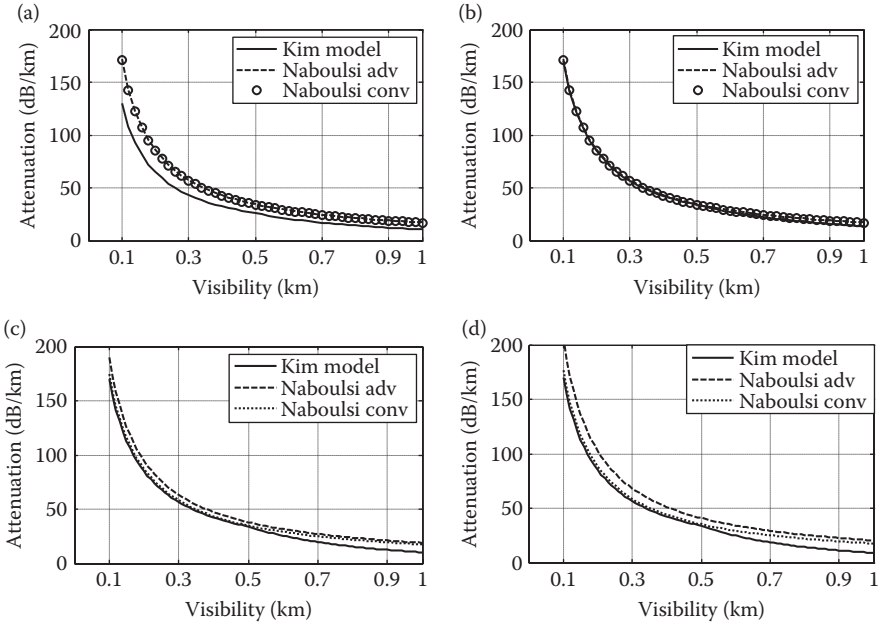 (a)
200
150
100
50
0
Attenuation (dB/km)
Kim model
Naboulsi adv
Naboulsi conv
0.1 0.3 0.5 0.7 0.9 1
Visibility (km)
(b)
200
150
100
50
0
Attenuation (dB/km)
Kim model
Naboulsi adv
Naboulsi conv
0.1 0.3 0.5 0.7 0.9 1
Visibility (km)
(c)
200
150
100
50
0
Attenuation (dB/km)
Kim model
Naboulsi adv
Naboulsi conv
0.1 0.3 0.5 0.7 0.9 1
Visibility (km)
(d)
200
150
100
50
0
Attenuation (dB/km)
Kim model
Naboulsi adv
Naboulsi conv
0.1 0.3 0.5 0.7 0.9 1
Visibility (km)